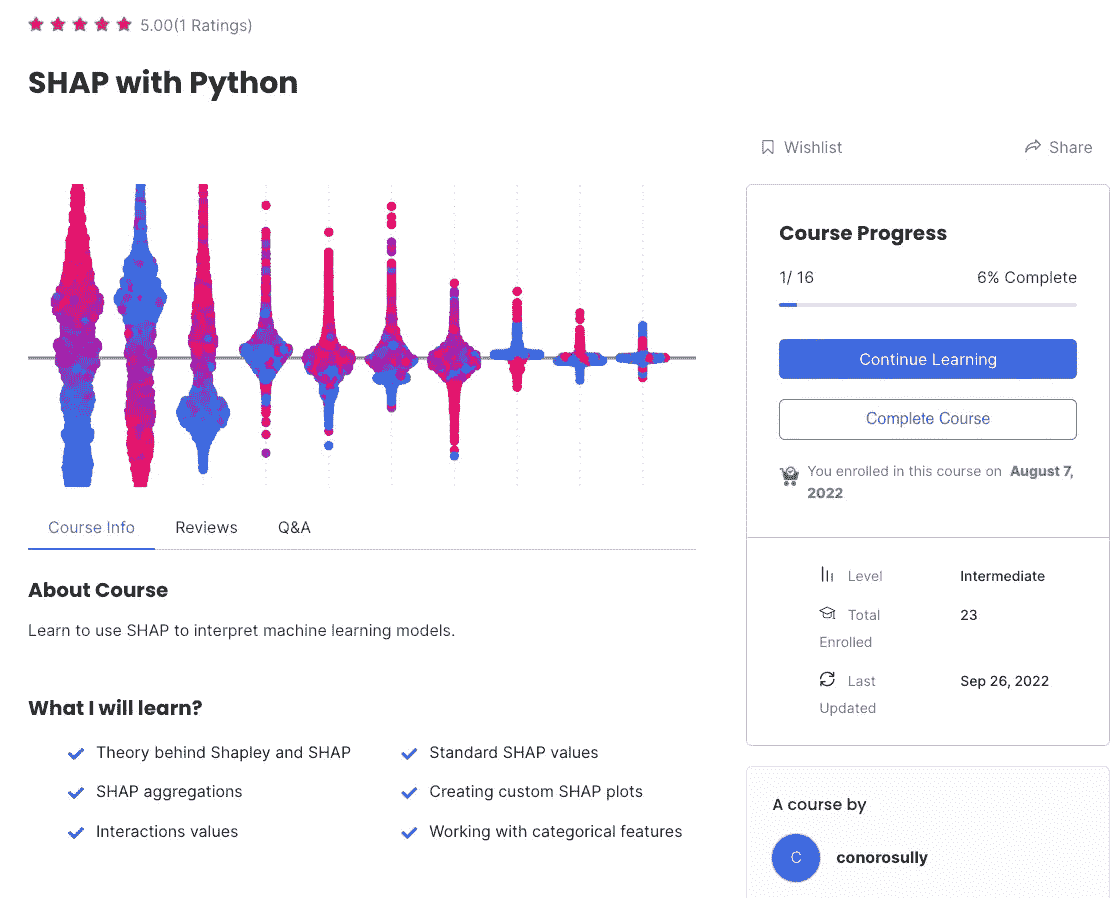 5.00(1 Ratings)
SHAP with Python
Wishlist
Share
Course Progress
1/ 16
6% Complete
Continue Learning
Complete Course
You enrolled in this course on August 7,
2022
Course Info
Reviews
Q&A
About Course
Learn to use SHAP to interpret machine learning models.
What I will learn?
Theory behind Shapley and SHAP
Standard SHAP values
SHAP aggregations
Creating custom SHAP plots
Interactions values
Working with categorical features
Level
Intermediate
Total
23
Enrolled
Last
Sep 26, 2022
Updated
A course by
C
conorosully